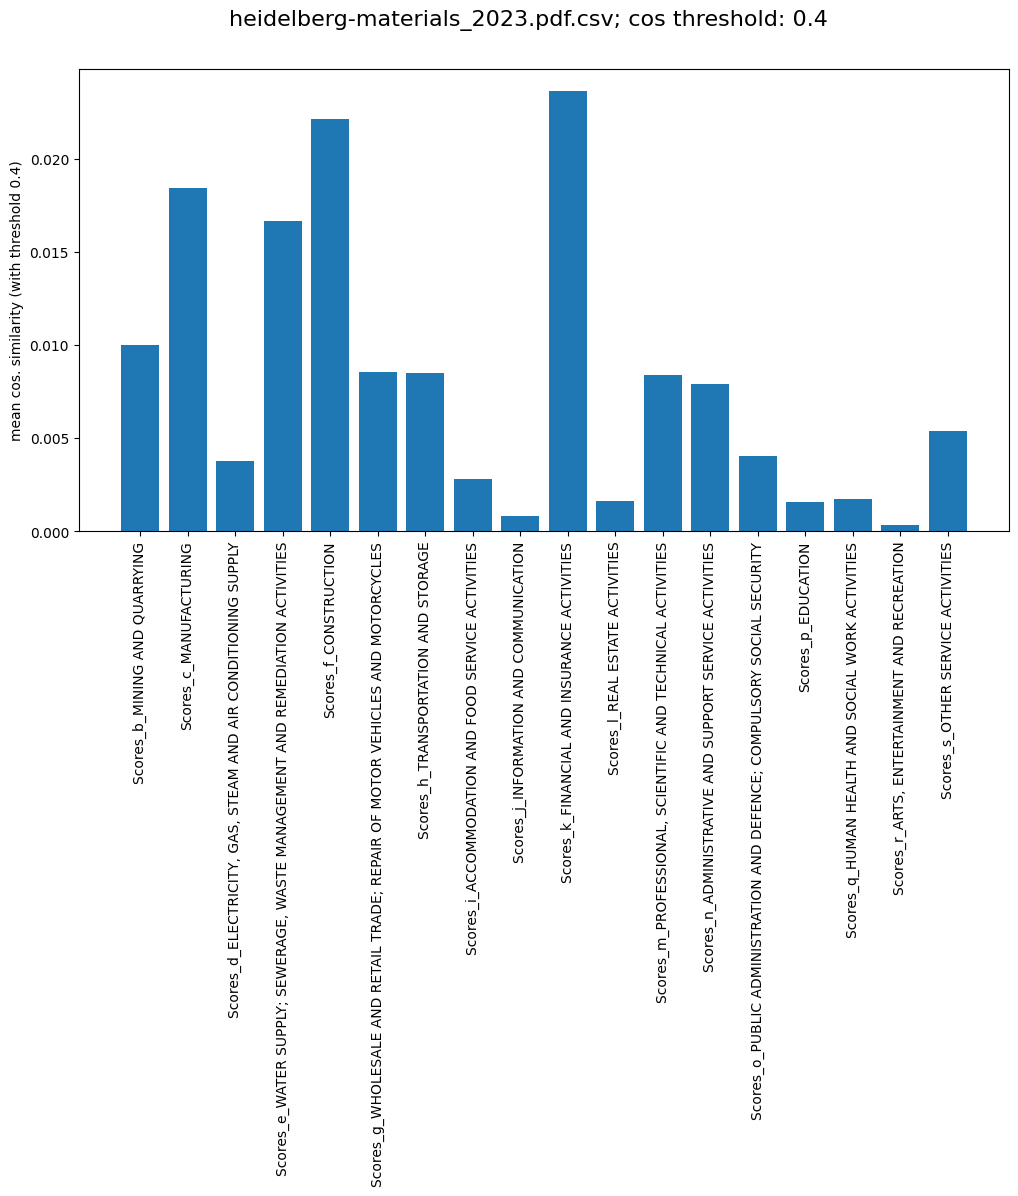 heidelberg-materials_2023.pdf.csv; cos threshold: 0.4
mean cos. similarity (with threshold 0.4)
0.020
0.015
0.010
0.005
0.000
Scores_b_MINING AND QUARRYING
Scores_c_MANUFACTURING
Scores_d_ELECTRICITY, GAS, STEAM AND AIR CONDITIONING SUPPLY
Scores_e_WATER SUPPLY; SEWERAGE, WASTE MANAGEMENT AND REMEDIATION ACTIVITIES
Scores_f_CONSTRUCTION
Scores_g_WHOLESALE AND RETAIL TRADE; REPAIR OF MOTOR VEHICLES AND MOTORCYCLES
Scores_h_TRANSPORTATION AND STORAGE
Scores_i_ACCOMMODATION AND FOOD SERVICE ACTIVITIES
Scores_j_INFORMATION AND COMMUNICATION
Scores_k_FINANCIAL AND INSURANCE ACTIVITIES
Scores_l_REAL ESTATE ACTIVITIES
Scores_m_PROFESSIONAL, SCIENTIFIC AND TECHNICAL ACTIVITIES
Scores_n_ADMINISTRATIVE AND SUPPORT SERVICE ACTIVITIES
Scores_o_PUBLIC ADMINISTRATION AND DEFENCE; COMPULSORY SOCIAL SECURITY
Scores_p_EDUCATION
Scores_q_HUMAN HEALTH AND SOCIAL WORK ACTIVITIES
Scores_r_ARTS, ENTERTAINMENT AND RECREATION
Scores_s_OTHER SERVICE ACTIVITIES